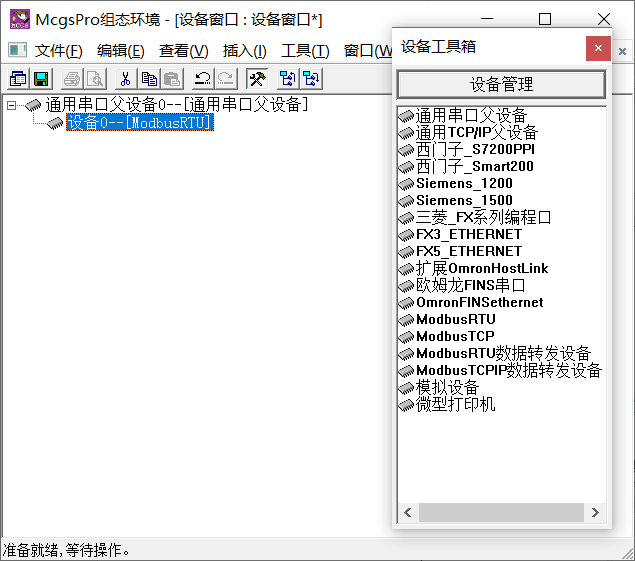 McgsPro组态环境 - [设备窗口 : 设备窗口*]
文件(F) 编辑(E) 查看(V) 插入(I) 工具(T) 窗口(W
通用串口父设备0--[通用串口父设备]
设备0--[ModbusRTU]
设备工具箱
设备管理
通用串口父设备
通用TCP/IP父设备
西门子_S7200PPI
西门子_Smart200
Siemens_1200
Siemens_1500
三菱_FX系列编程口
FX3_ETHERNET
FX5_ETHERNET
扩展OmronHostLink
欧姆龙FINS串口
OmronFINSethernet
ModbusRTU
ModbusTCP
ModbusRTU数据转发设备
ModbusTCPIP数据转发设备
模拟设备
微型打印机
准备就绪,等待操作。